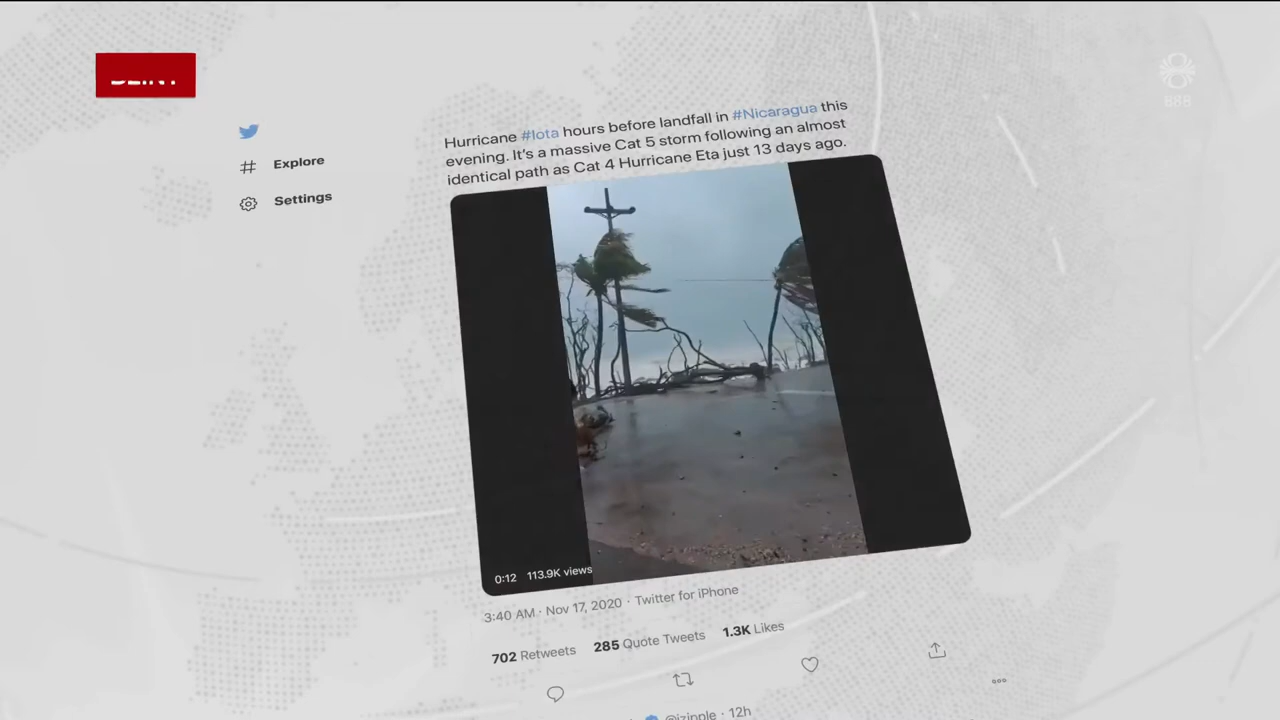 Explore
Settings
Hurricane #Iota hours before landfall in #Nicaragua this
evening. It's a massive Cat 5 storm following an almost
identical path as Cat 4 Hurricane Eta just 13 days ago.
0:12 113.9K views
3:40 AM · Nov 17, 2020 · Twitter for iPhone
702 Retweets 285 Quote Tweets 1.3K Likes
· 12h